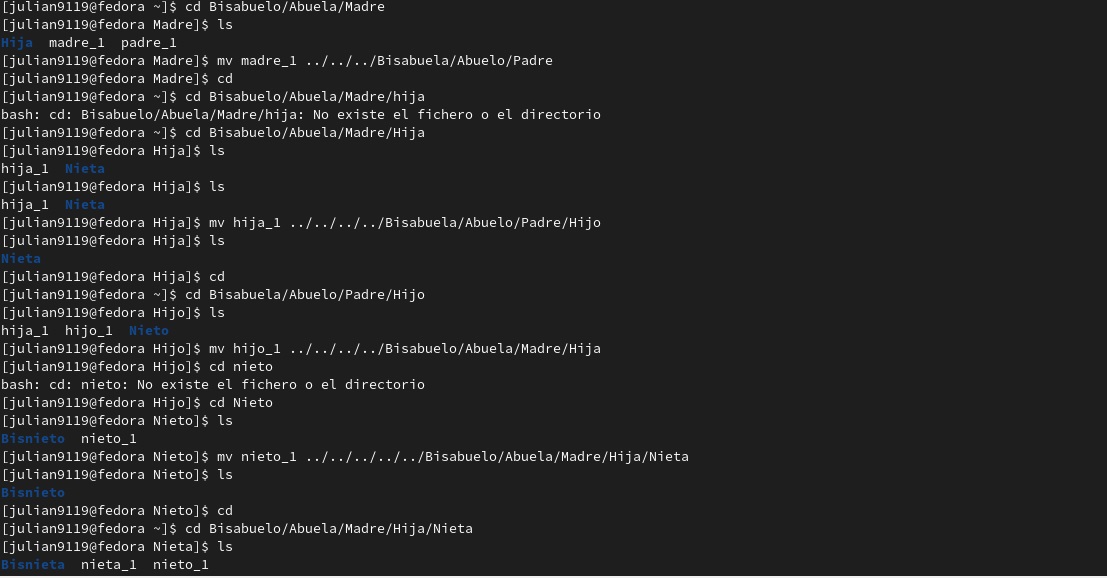 [julian9119@fedora ~]$ cd Bisabuelo/Abuela/Madre
[julian9119@fedora Madre]$ ls
Hija  madre_1  padre_1
[julian9119@fedora Madre]$ mv madre_1 ../../../Bisabuela/Abuelo/Padre
[julian9119@fedora Madre]$ cd
[julian9119@fedora ~]$ cd Bisabuelo/Abuela/Madre/hija
bash: cd: Bisabuelo/Abuela/Madre/hija: No existe el fichero o el directorio
[julian9119@fedora ~]$ cd Bisabuelo/Abuela/Madre/Hija
[julian9119@fedora Hija]$ ls
hija_1  Nieta
[julian9119@fedora Hija]$ ls
hija_1  Nieta
[julian9119@fedora Hija]$ mv hija_1 ../../../../Bisabuela/Abuelo/Padre/Hijo
[julian9119@fedora Hija]$ ls
Nieta
[julian9119@fedora Hija]$ cd
[julian9119@fedora ~]$ cd Bisabuela/Abuelo/Padre/Hijo
[julian9119@fedora Hijo]$ ls
hija_1  hijo_1  Nieto
[julian9119@fedora Hijo]$ mv hijo_1 ../../../../Bisabuelo/Abuela/Madre/Hija
[julian9119@fedora Hijo]$ cd nieto
bash: cd: nieto: No existe el fichero o el directorio
[julian9119@fedora Hijo]$ cd Nieto
[julian9119@fedora Nieto]$ ls
Bisnieto  nieto_1
[julian9119@fedora Nieto]$ mv nieto_1 ../../../../../Bisabuelo/Abuela/Madre/Hija/Nieta
[julian9119@fedora Nieto]$ ls
Bisnieto
[julian9119@fedora Nieto]$ cd
[julian9119@fedora ~]$ cd Bisabuelo/Abuela/Madre/Hija/Nieta
[julian9119@fedora Nieta]$ ls
Bisnieta  nieta_1  nieto_1